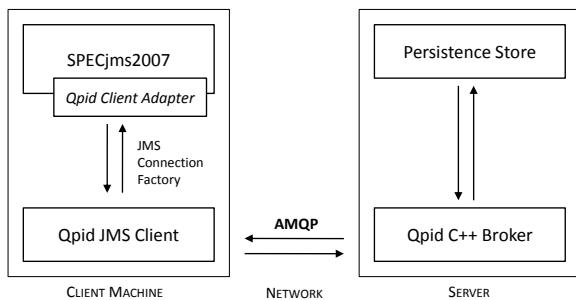 SPECjms2007
Qpid Client Adapter
JMS
Connection
Factory
Qpid JMS Client
CLIENT MACHINE
AMQP
NETWORK
Persistence Store
Qpid C++ Broker
SERVER